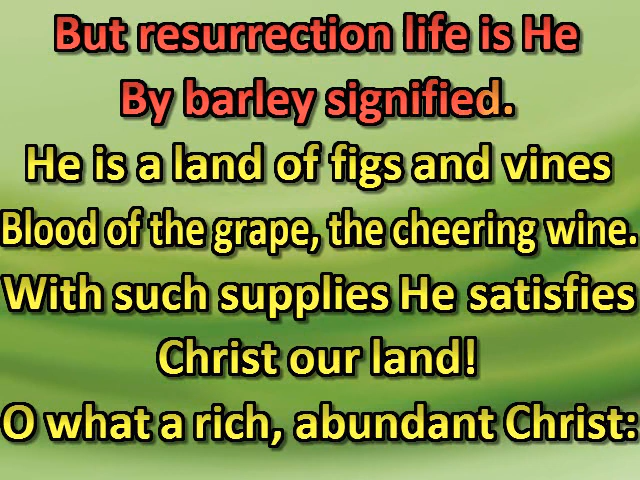 But resurrection life is He
By barley signified.
He is a land of figs and vines
Blood of the grape, the cheering wine.
With such supplies He satisfies
Christ our land!
O what a rich, abundant Christ: